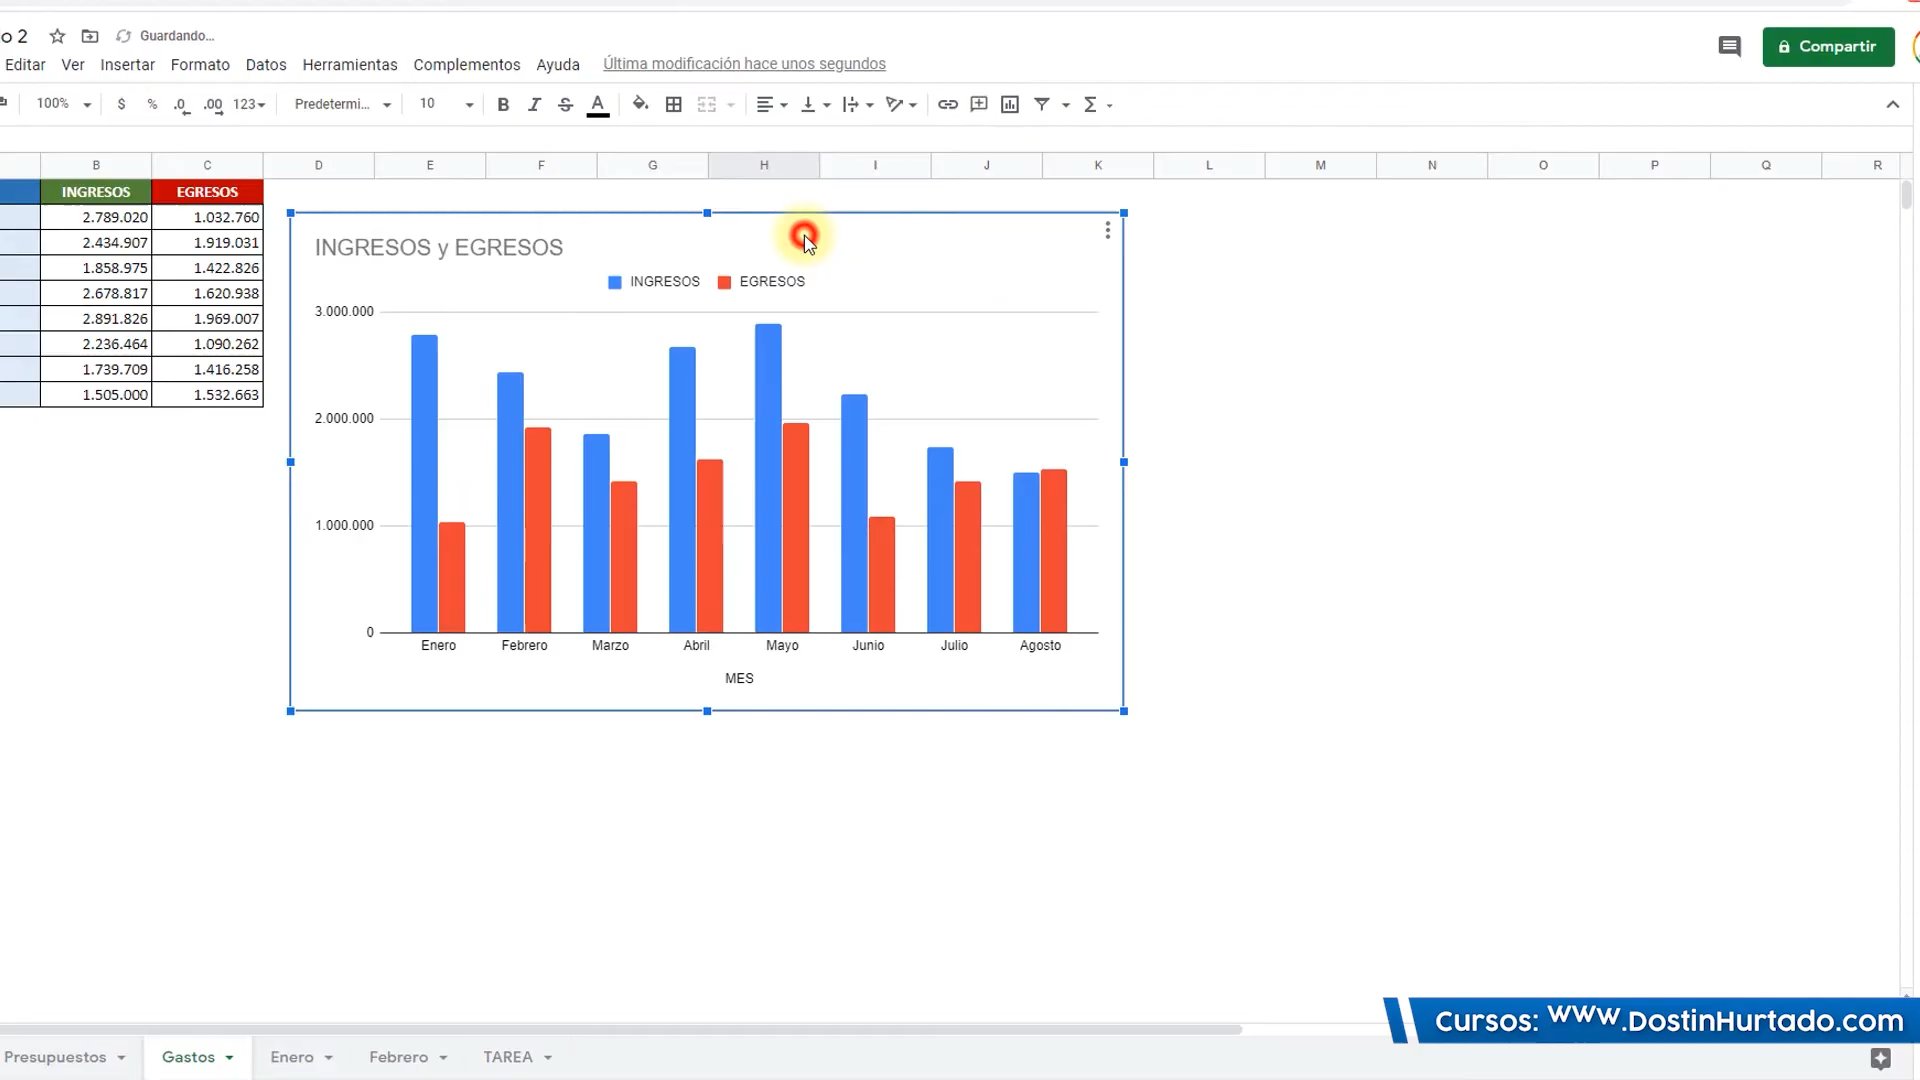 o 2 Guardando...
Editar Ver Insertar Formato Datos Herramientas Complementos Ayuda Última modificación hace unos segundos
Compartir
100% $ % .0 .00 123 Predetermi... 10 B I S A Σ
B C D E F G H I J K L M N O P Q R
INGRESOS EGRESOS
2.789.020 1.032.760
2.434.907 1.919.031
1.858.975 1.422.826
2.678.817 1.620.938
2.891.826 1.969.007
2.236.464 1.090.262
1.739.709 1.416.258
1.505.000 1.532.663
INGRESOS y EGRESOS
INGRESOS EGRESOS
3.000.000
2.000.000
1.000.000
0
Enero Febrero Marzo Abril Mayo Junio Julio Agosto
MES
Cursos: WWW.DostinHurtado.com
Presupuestos Gastos Enero Febrero TAREA